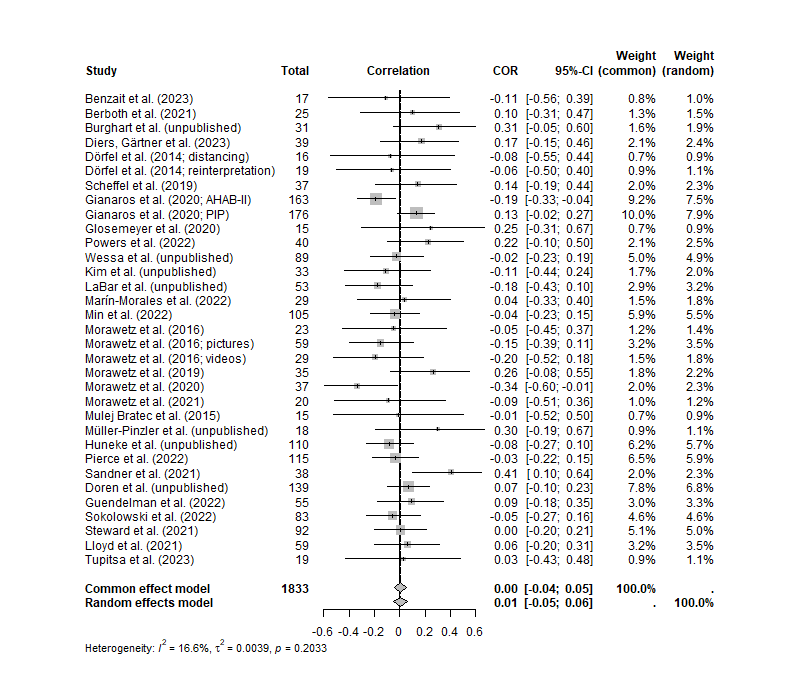 Weight Weight
Study Total Correlation COR 95%-CI (common) (random)
Benzait et al. (2023) 17 -0.11 [-0.56; 0.39] 0.8% 1.0%
Berboth et al. (2021) 25 0.10 [-0.31; 0.47] 1.3% 1.5%
Burghart et al. (unpublished) 31 0.31 [-0.05; 0.60] 1.6% 1.9%
Diers, Gärtner et al. (2023) 39 0.17 [-0.15; 0.46] 2.1% 2.4%
Dörfel et al. (2014; distancing) 16 -0.08 [-0.55; 0.44] 0.7% 0.9%
Dörfel et al. (2014; reinterpretation) 19 -0.06 [-0.50; 0.40] 0.9% 1.1%
Scheffel et al. (2019) 37 0.14 [-0.19; 0.44] 2.0% 2.3%
Gianaros et al. (2020; AHAB-II) 163 -0.19 [-0.33; -0.04] 9.2% 7.5%
Gianaros et al. (2020; PIP) 176 0.13 [-0.02; 0.27] 10.0% 7.9%
Glosemeyer et al. (2020) 15 0.25 [-0.31; 0.67] 0.7% 0.9%
Powers et al. (2022) 40 0.22 [-0.10; 0.50] 2.1% 2.5%
Wessa et al. (unpublished) 89 -0.02 [-0.23; 0.19] 5.0% 4.9%
Kim et al. (unpublished) 33 -0.11 [-0.44; 0.24] 1.7% 2.0%
LaBar et al. (unpublished) 53 -0.18 [-0.43; 0.10] 2.9% 3.2%
Marín-Morales et al. (2022) 29 0.04 [-0.33; 0.40] 1.5% 1.8%
Min et al. (2022) 105 -0.04 [-0.23; 0.15] 5.9% 5.5%
Morawetz et al. (2016) 23 -0.05 [-0.45; 0.37] 1.2% 1.4%
Morawetz et al. (2016; pictures) 59 -0.15 [-0.39; 0.11] 3.2% 3.5%
Morawetz et al. (2016; videos) 29 -0.20 [-0.52; 0.18] 1.5% 1.8%
Morawetz et al. (2019) 35 0.26 [-0.08; 0.55] 1.8% 2.2%
Morawetz et al. (2020) 37 -0.34 [-0.60; -0.01] 2.0% 2.3%
Morawetz et al. (2021) 20 -0.09 [-0.51; 0.36] 1.0% 1.2%
Mulej Bratec et al. (2015) 15 -0.01 [-0.52; 0.50] 0.7% 0.9%
Müller-Pinzler et al. (unpublished) 18 0.30 [-0.19; 0.67] 0.9% 1.1%
Huneke et al. (unpublished) 110 -0.08 [-0.27; 0.10] 6.2% 5.7%
Pierce et al. (2022) 115 -0.03 [-0.22; 0.15] 6.5% 5.9%
Sandner et al. (2021) 38 0.41 [ 0.10; 0.64] 2.0% 2.3%
Doren et al. (unpublished) 139 0.07 [-0.10; 0.23] 7.8% 6.8%
Guendelman et al. (2022) 55 0.09 [-0.18; 0.35] 3.0% 3.3%
Sokolowski et al. (2022) 83 -0.05 [-0.27; 0.16] 4.6% 4.6%
Steward et al. (2021) 92 0.00 [-0.20; 0.21] 5.1% 5.0%
Lloyd et al. (2021) 59 0.06 [-0.20; 0.31] 3.2% 3.5%
Tupitsa et al. (2023) 19 0.03 [-0.43; 0.48] 0.9% 1.1%
Common effect model 1833 0.00 [-0.04; 0.05] 100.0% .
Random effects model 0.01 [-0.05; 0.06] . 100.0%
-0.6 -0.4 -0.2 0 0.2 0.4 0.6
Heterogeneity: I² = 16.6%, τ² = 0.0039, p = 0.2033